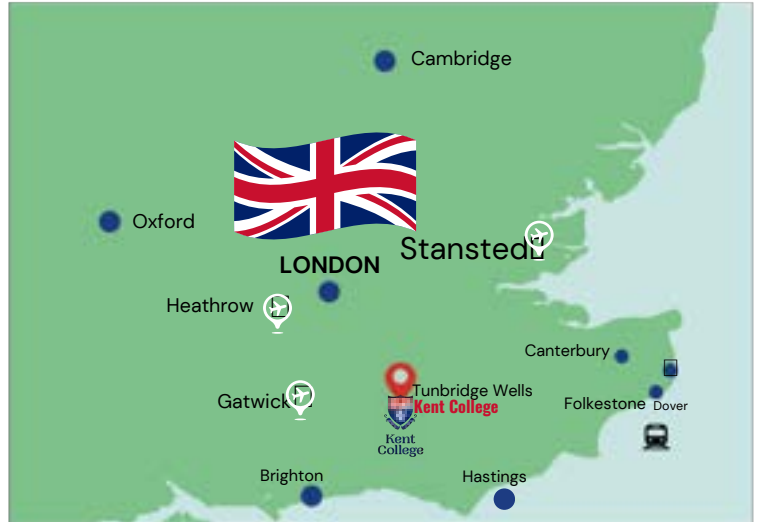 Cambridge
Oxford
Stansted
LONDON
Heathrow
Canterbury
Tunbridge Wells
Gatwick
Kent College
Folkestone
Dover
Kent
College
Brighton
Hastings